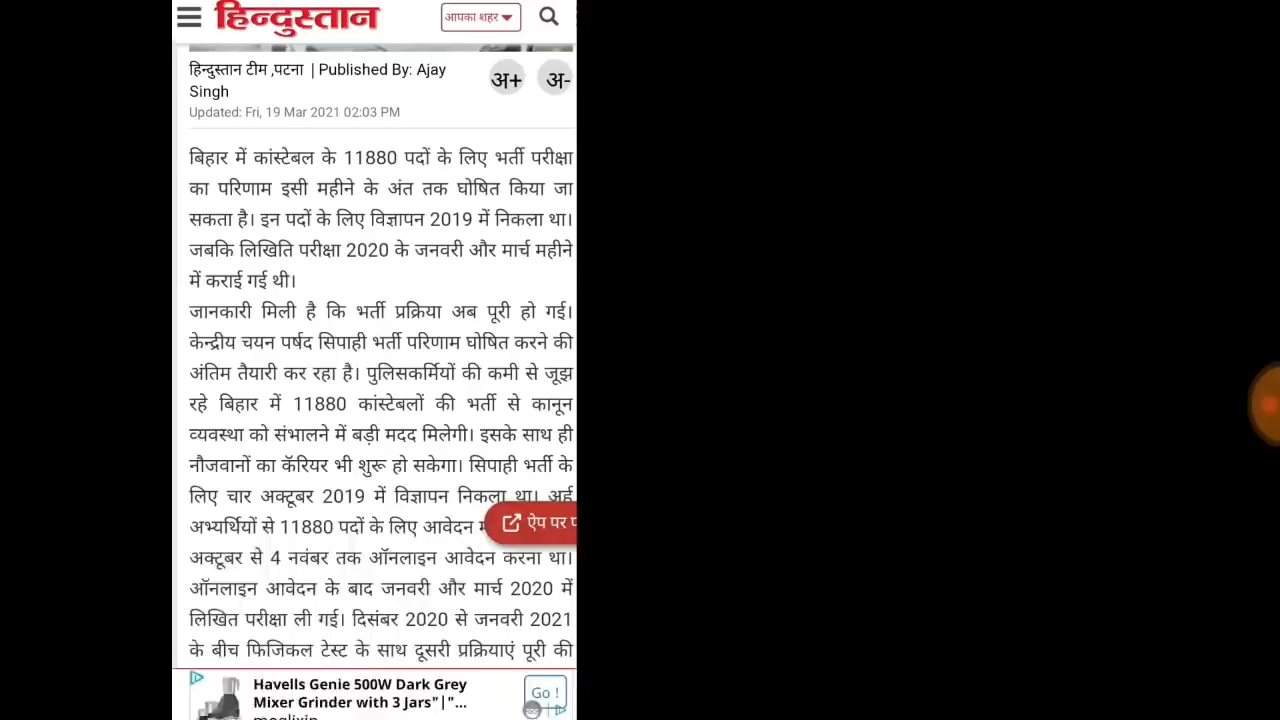 हिन्दुस्तान
आपका शहर
हिन्दुस्तान टीम ,पटना | Published By: Ajay
Singh
अ+ अ-
Updated: Fri, 19 Mar 2021 02:03 PM
बिहार में कांस्टेबल के 11880 पदों के लिए भर्ती परीक्षा
का परिणाम इसी महीने के अंत तक घोषित किया जा
सकता है। इन पदों के लिए विज्ञापन 2019 में निकला था।
जबकि लिखिति परीक्षा 2020 के जनवरी और मार्च महीने
में कराई गई थी।
जानकारी मिली है कि भर्ती प्रक्रिया अब पूरी हो गई।
केन्द्रीय चयन पर्षद सिपाही भर्ती परिणाम घोषित करने की
अंतिम तैयारी कर रहा है। पुलिसकर्मियों की कमी से जूझ
रहे बिहार में 11880 कांस्टेबलों की भर्ती से कानून
व्यवस्था को संभालने में बड़ी मदद मिलेगी। इसके साथ ही
नौजवानों का कॅरियर भी शुरू हो सकेगा। सिपाही भर्ती के
लिए चार अक्टूबर 2019 में विज्ञापन निकला था। अर्ह
अभ्यर्थियों से 11880 पदों के लिए आवेदन
ऐप पर
अक्टूबर से 4 नवंबर तक ऑनलाइन आवेदन करना था।
ऑनलाइन आवेदन के बाद जनवरी और मार्च 2020 में
लिखित परीक्षा ली गई। दिसंबर 2020 से जनवरी 2021
के बीच फिजिकल टेस्ट के साथ दूसरी प्रक्रियाएं पूरी की
Havells Genie 500W Dark Grey
Mixer Grinder with 3 Jars"|"...
Go !